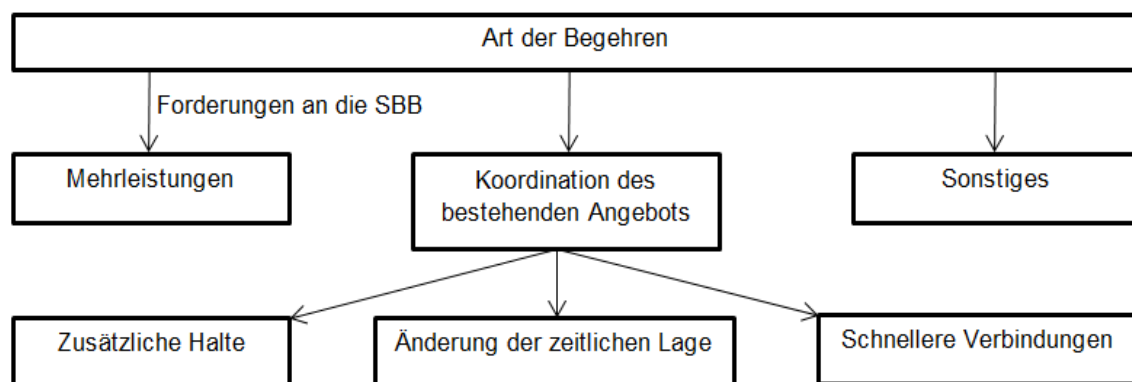 Art der Begehren
Forderungen an die SBB
Mehrleistungen
Koordination des
bestehenden Angebots
Sonstiges
Zusätzliche Halte
Änderung der zeitlichen Lage
Schnellere Verbindungen